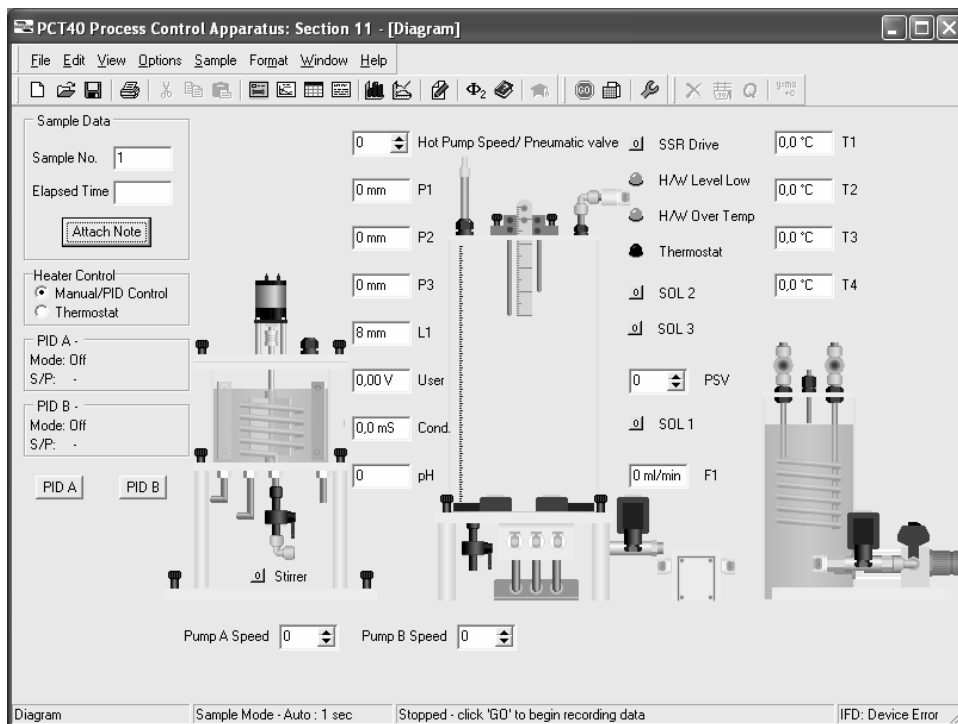 PCT40 Process Control Apparatus: Section 11 - [Diagram]
File Edit View Options Sample Format Window Help
GO
Sample Data
Sample No. 1
Elapsed Time
Attach Note
Heater Control
Manual/PID Control
Thermostat
PID A -
Mode: Off
S/P: -
PID B -
Mode: Off
S/P: -
PID A PID B
0 Hot Pump Speed/ Pneumatic valve
0 mm P1
0 mm P2
0 mm P3
8 mm L1
0,00 V User
0,0 mS Cond.
0 pH
0 SSR Drive
H/W Level Low
H/W Over Temp
Thermostat
0 SOL 2
0 SOL 3
0 PSV
0 SOL 1
0 ml/min F1
0,0 °C T1
0,0 °C T2
0,0 °C T3
0,0 °C T4
0 Stirrer
Pump A Speed 0 Pump B Speed 0
Diagram Sample Mode - Auto : 1 sec Stopped - click 'GO' to begin recording data IFD: Device Error